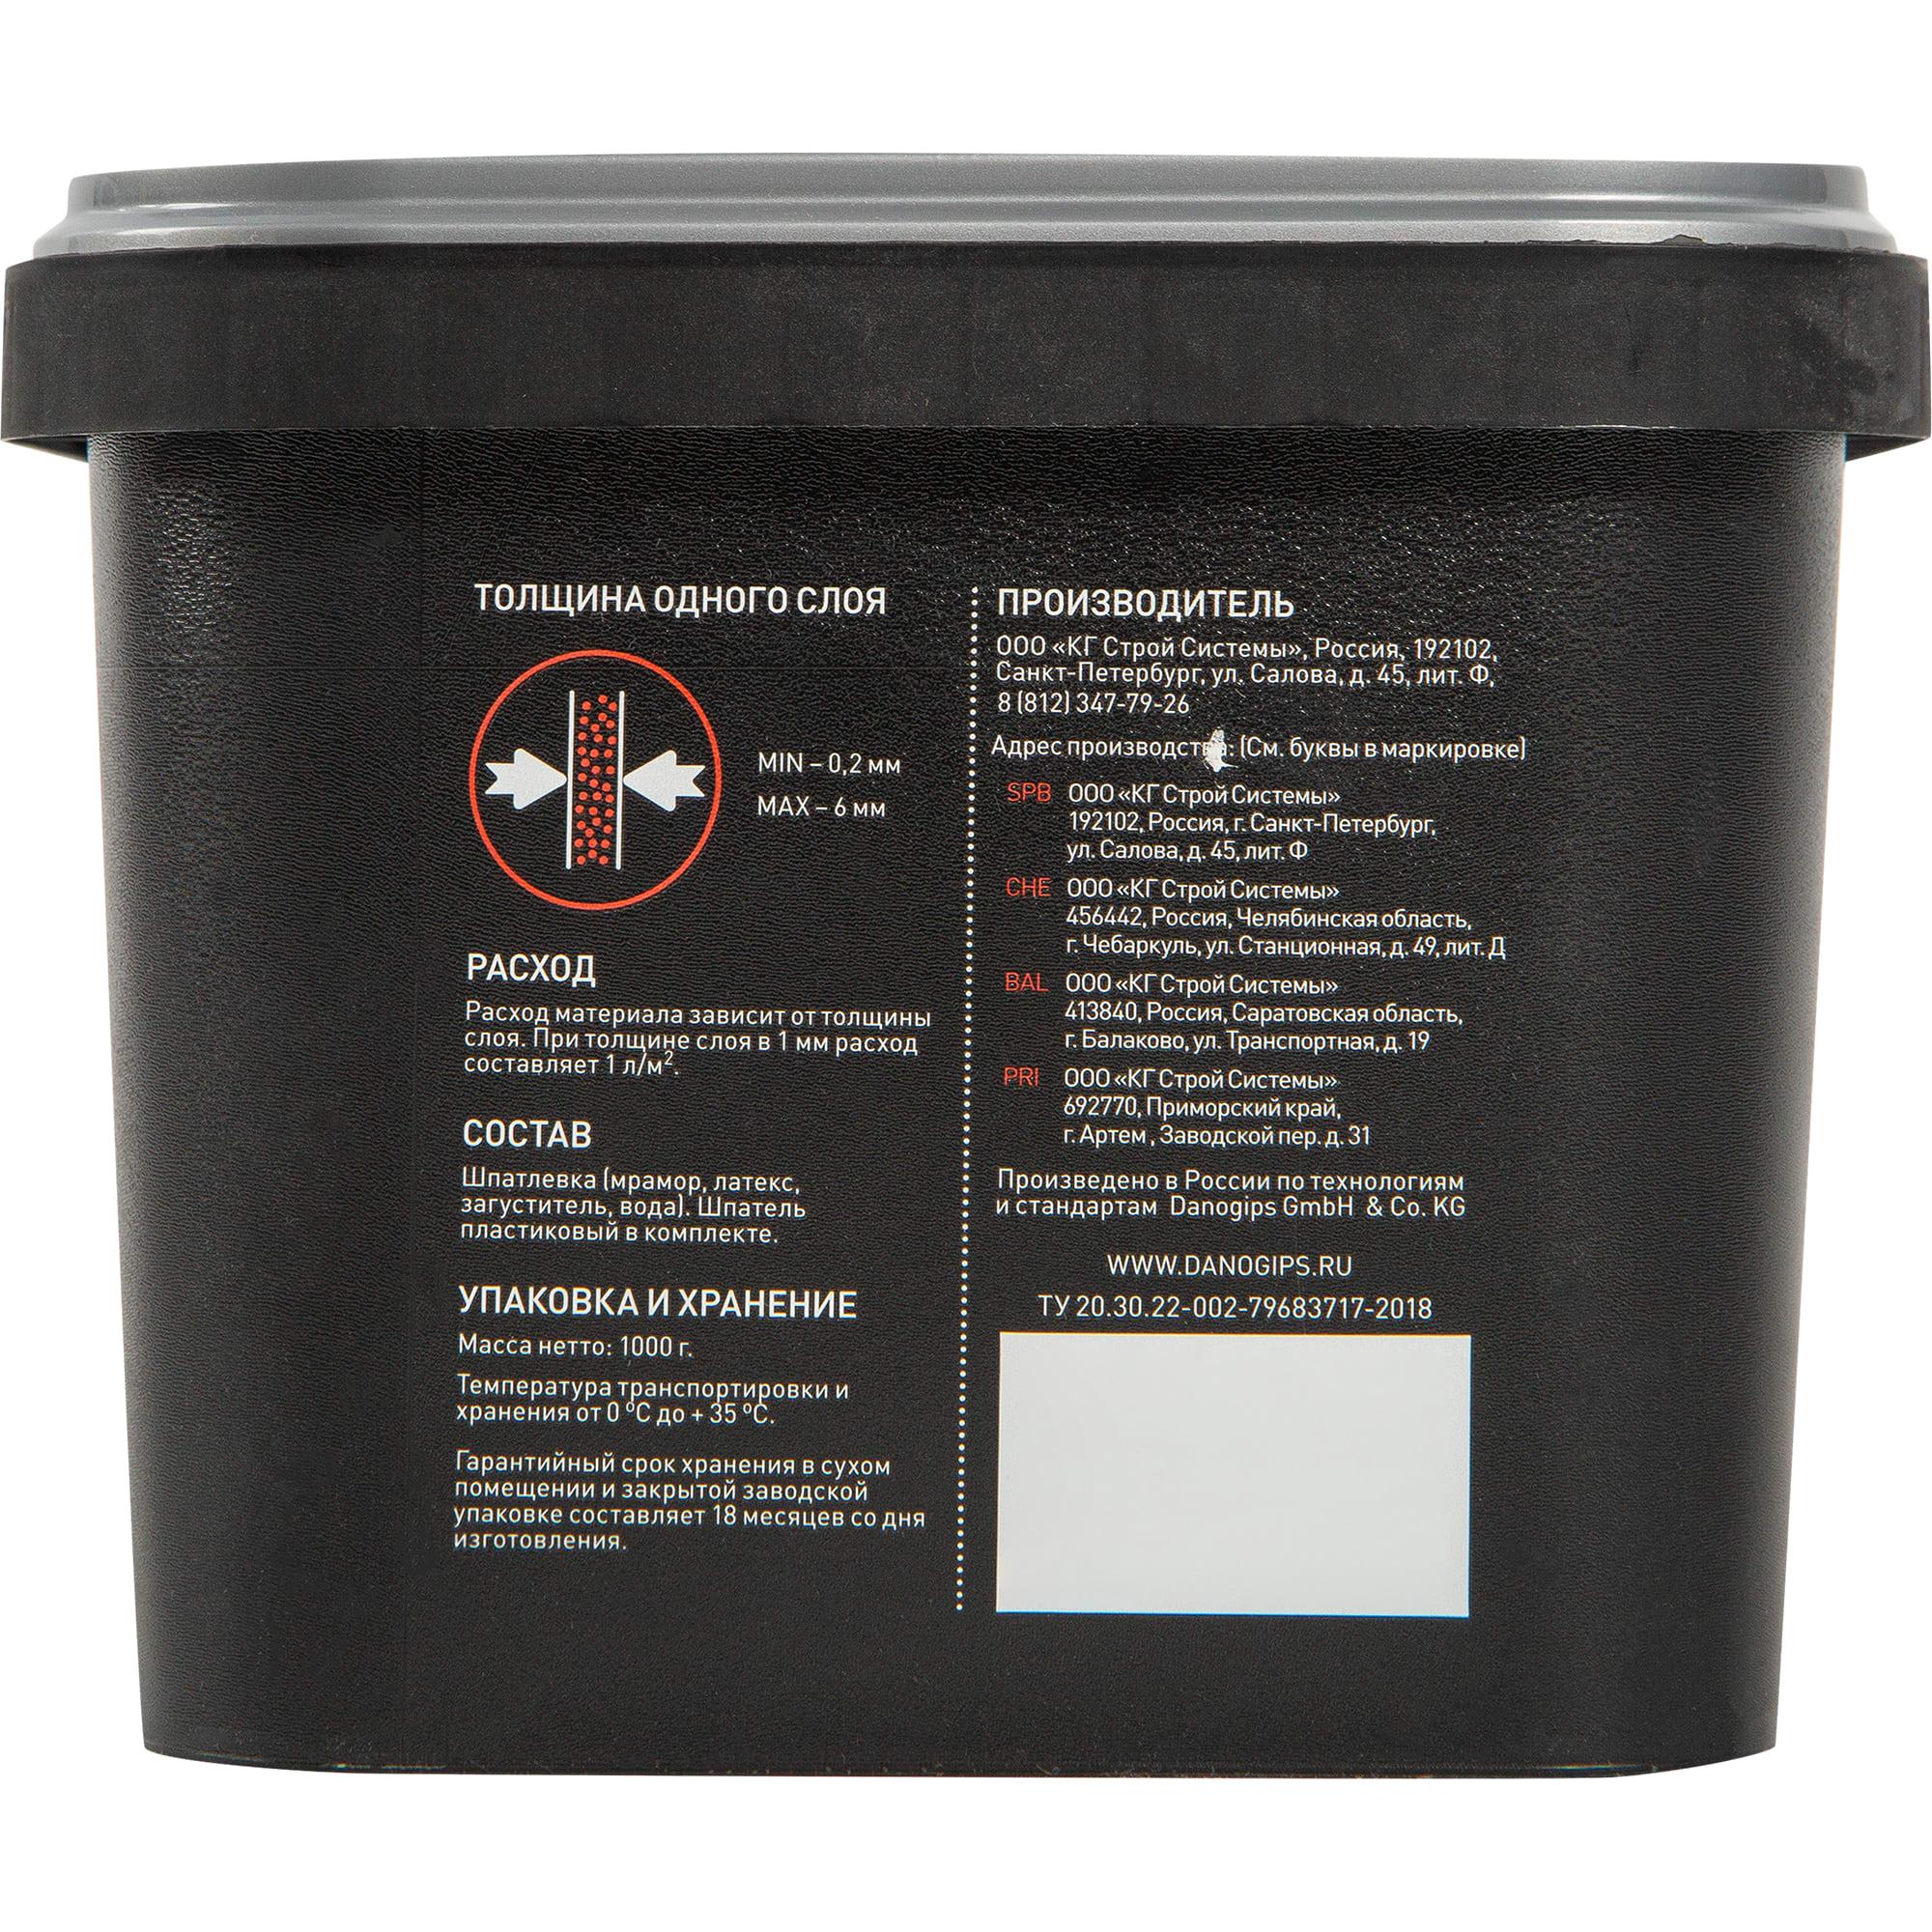 ТОЛЩИНА ОДНОГО СЛОЯ
MIN – 0,2 мм
MAX – 6 мм
РАСХОД
Расход материала зависит от толщины
слоя. При толщине слоя в 1 мм расход
составляет 1 л/м².
СОСТАВ
Шпатлевка (мрамор, латекс,
загуститель, вода). Шпатель
пластиковый в комплекте.
УПАКОВКА И ХРАНЕНИЕ
Масса нетто: 1000 г.
Температура транспортировки и
хранения от 0 °С до + 35 °С.
Гарантийный срок хранения в сухом
помещении и закрытой заводской
упаковке составляет 18 месяцев со дня
изготовления.
ПРОИЗВОДИТЕЛЬ
ООО «КГ Строй Системы», Россия, 192102,
Санкт-Петербург, ул. Салова, д. 45, лит. Ф,
8 (812) 347-79-26
Адрес производства: (См. буквы в маркировке)
SPB ООО «КГ Строй Системы»
192102, Россия, г. Санкт-Петербург,
ул. Салова, д. 45, лит. Ф
CHE ООО «КГ Строй Системы»
456442, Россия, Челябинская область,
г. Чебаркуль, ул. Станционная, д. 49, лит. Д
BAL ООО «КГ Строй Системы»
413840, Россия, Саратовская область,
г. Балаково, ул. Транспортная, д. 19
PRI ООО «КГ Строй Системы»
692770, Приморский край,
г. Артем , Заводской пер. д. 31
Произведено в России по технологиям
и стандартам Danogips GmbH & Co. KG
WWW.DANOGIPS.RU
ТУ 20.30.22-002-79683717-2018